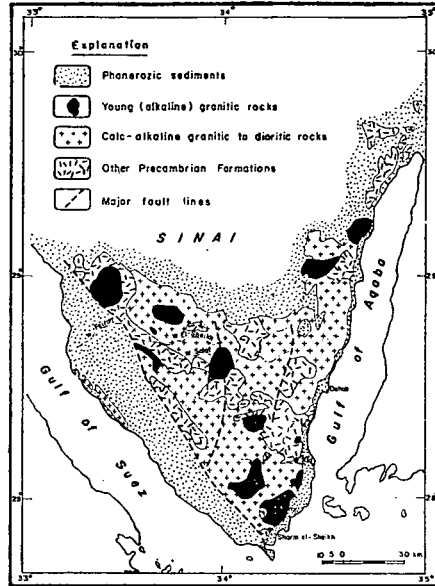 33°
34°
35°
30°
Explanation
Phanerozic sediments
Young (alkaline) granitic rocks
Calc-alkaline granitic to dioritic rocks
Other Precambrian Formations
Major fault lines
SINAI
Gulf of Aqaba
Gulf of Suez
Dahab
Sharm el-Sheikh
28°
10 5 0
30 km
33°
34°
35°